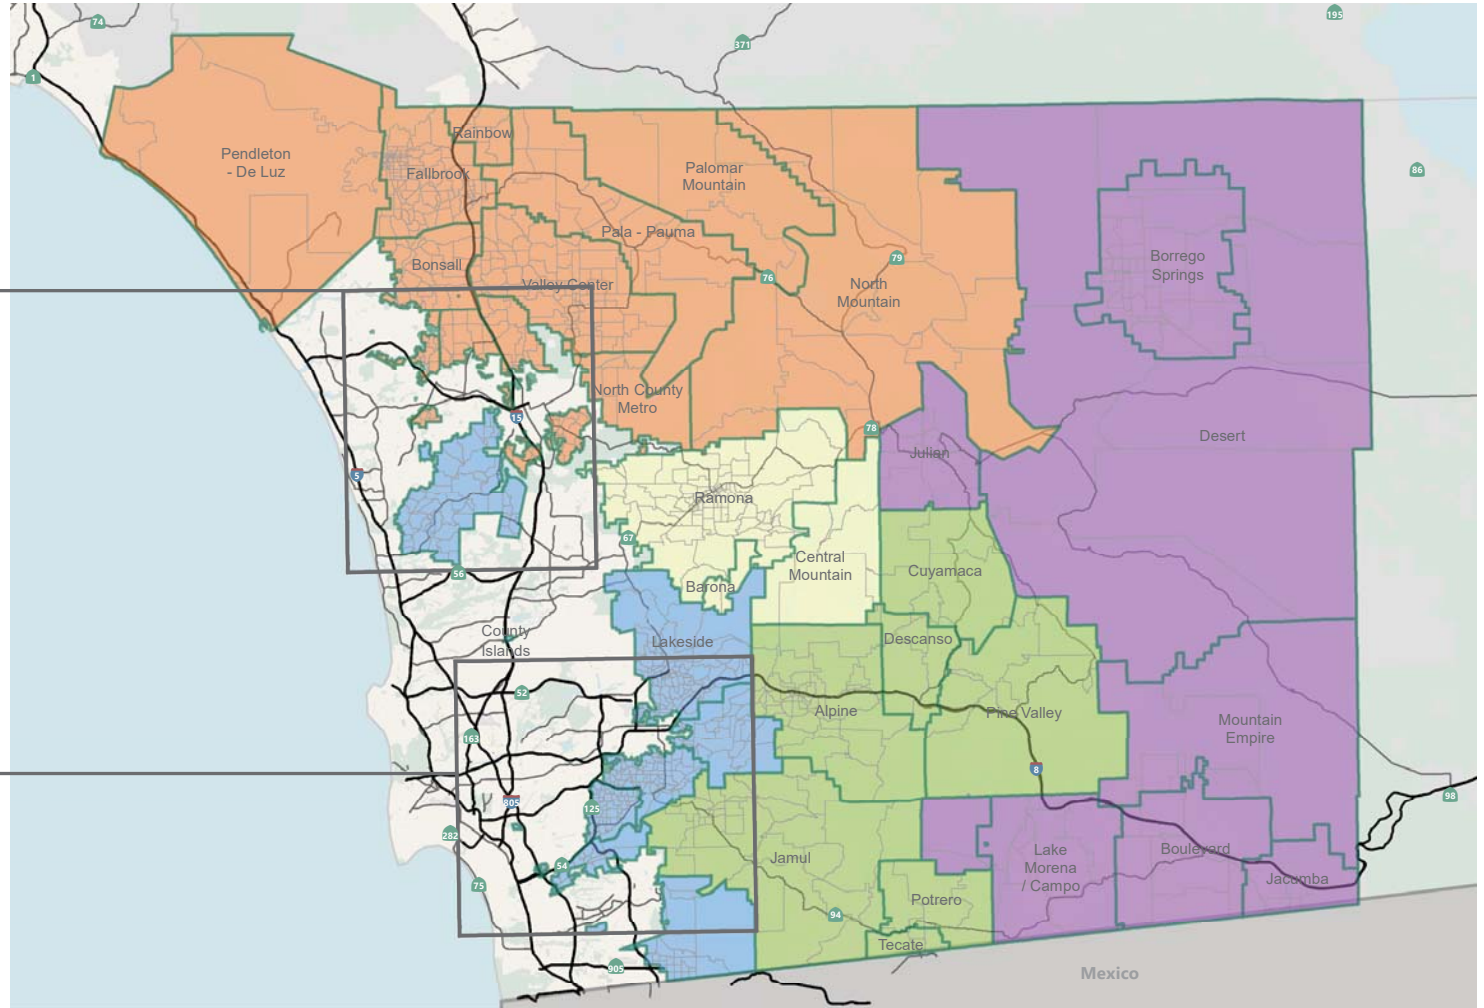 74
195
371
1
Rainbow
Pendleton
- De Luz
Fallbrook
Palomar
Mountain
86
Pala - Pauma
Bonsall
79
Borrego
Springs
76
Valley Center
North
Mountain
North County
Metro
15
78
Desert
Julian
5
Ramona
67
Central
Mountain
56
Cuyamaca
Barona
County
Islands
Lakeside
Descanso
52
Alpine
Pine Valley
Mountain
Empire
163
8
805
125
98
282
Lake
Morena
/ Campo
Boulevard
Jamul
54
Jacumba
75
Potrero
94
Tecate
905
Mexico